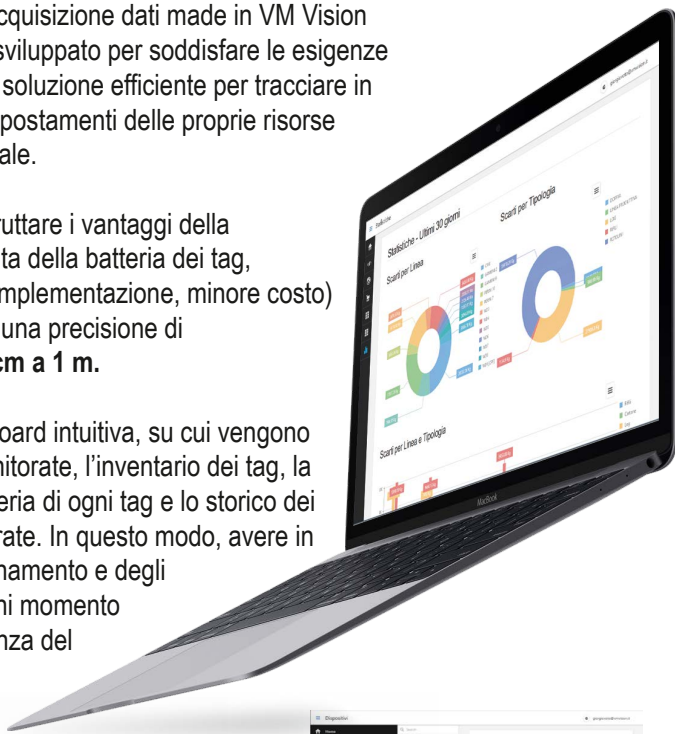 cquisizione dati made in VM Vision
sviluppato per soddisfare le esigenze
soluzione efficiente per tracciare in
postamenti delle proprie risorse
ale.
ruttare i vantaggi della
ta della batteria dei tag,
mplementazione, minore costo)
una precisione di
cm a 1 m.
oard intuitiva, su cui vengono
nitorate, l’inventario dei tag, la
eria di ogni tag e lo storico dei
rate. In questo modo, avere in
namento e degli
ni momento
nza del
Statistiche - Ultimi 30 giorni
Scarti per Linea
Scarti per Tipologia
Scarti per Linea e Tipologia
MacBook
Dispositivi
Home